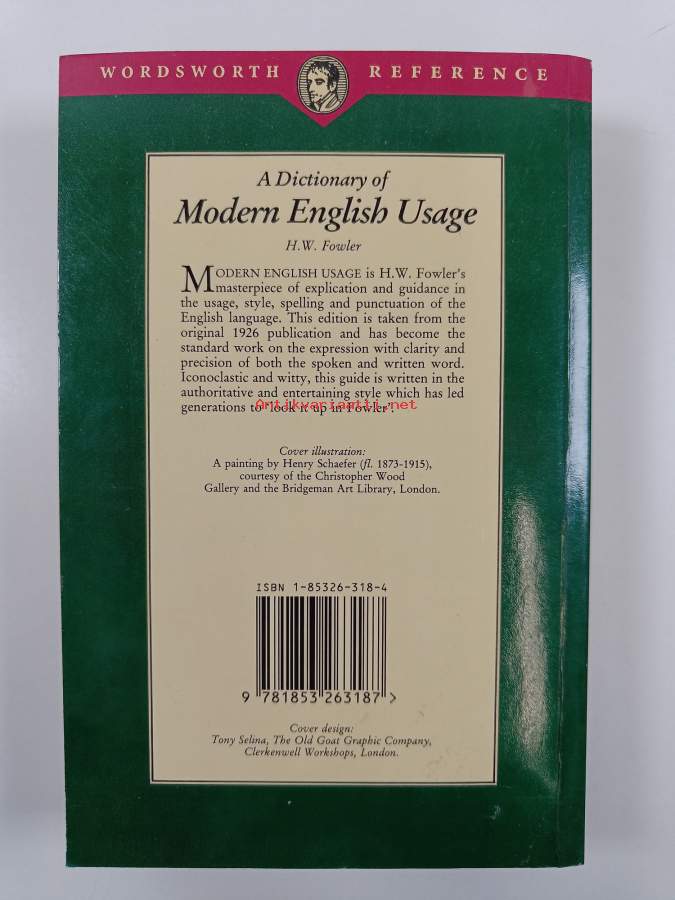 WORDSWORTH REFERENCE
A Dictionary of
Modern English Usage
H.W. Fowler
MODERN ENGLISH USAGE is H.W. Fowler's
masterpiece of explication and guidance in
the usage, style, spelling and punctuation of the
English language. This edition is taken from the
original 1926 publication and has become the
standard work on the expression with clarity and
precision of both the spoken and written word.
Iconoclastic and witty, this guide is written in the
authoritative and entertaining style which has led
generations to 'look it up in Fowler'.
Antikvariaatti.net
Cover illustration:
A painting by Henry Schaefer (fl. 1873-1915),
courtesy of the Christopher Wood
Gallery and the Bridgeman Art Library, London.
ISBN 1-85326-318-4
9 781853 263187 >
Cover design:
Tony Selina, The Old Goat Graphic Company,
Clerkenwell Workshops, London.